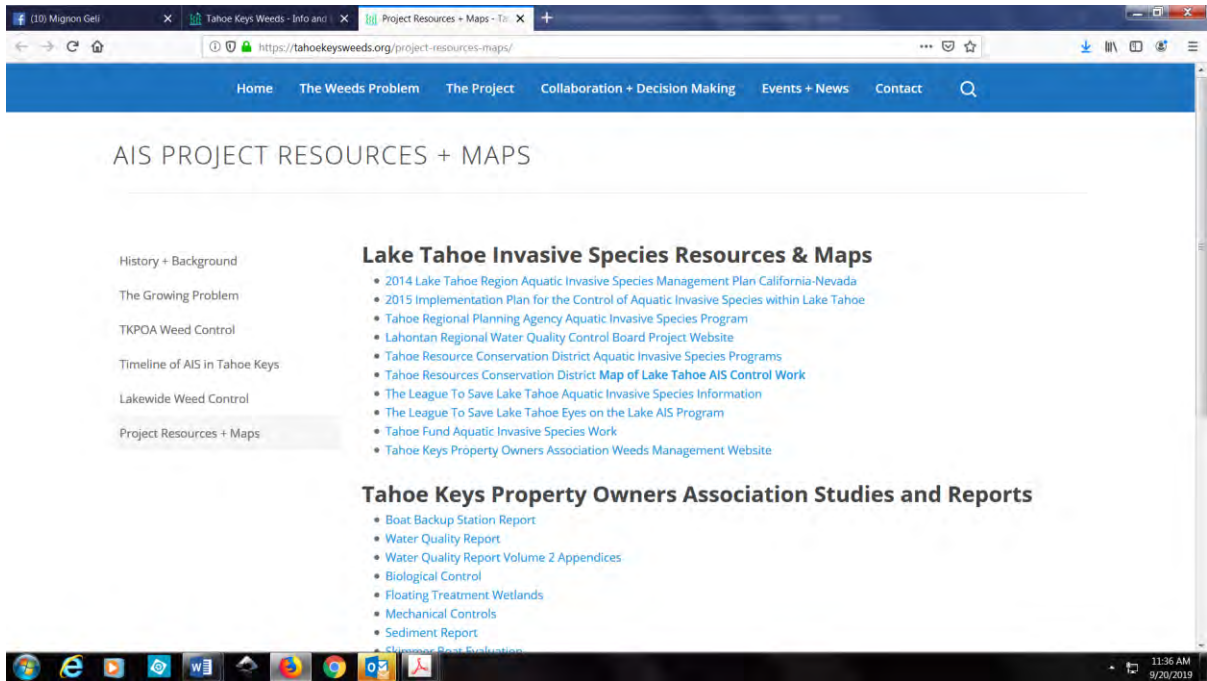 (10) Mignon Geli
Tahoe Keys Weeds - Info and
Project Resources + Maps - Ta
https://tahoekeysweeds.org/project-resources-maps/
Home The Weeds Problem The Project Collaboration + Decision Making Events + News Contact
AIS PROJECT RESOURCES + MAPS
History + Background
The Growing Problem
TKPOA Weed Control
Timeline of AIS in Tahoe Keys
Lakewide Weed Control
Project Resources + Maps
Lake Tahoe Invasive Species Resources & Maps
2014 Lake Tahoe Region Aquatic Invasive Species Management Plan California-Nevada
2015 Implementation Plan for the Control of Aquatic Invasive Species within Lake Tahoe
Tahoe Regional Planning Agency Aquatic Invasive Species Program
Lahontan Regional Water Quality Control Board Project Website
Tahoe Resource Conservation District Aquatic Invasive Species Programs
Tahoe Resources Conservation District Map of Lake Tahoe AIS Control Work
The League To Save Lake Tahoe Aquatic Invasive Species Information
The League To Save Lake Tahoe Eyes on the Lake AIS Program
Tahoe Fund Aquatic Invasive Species Work
Tahoe Keys Property Owners Association Weeds Management Website
Tahoe Keys Property Owners Association Studies and Reports
Boat Backup Station Report
Water Quality Report
Water Quality Report Volume 2 Appendices
Biological Control
Floating Treatment Wetlands
Mechanical Controls
Sediment Report
Skimmer Boat Evaluation
11:36 AM
9/20/2019